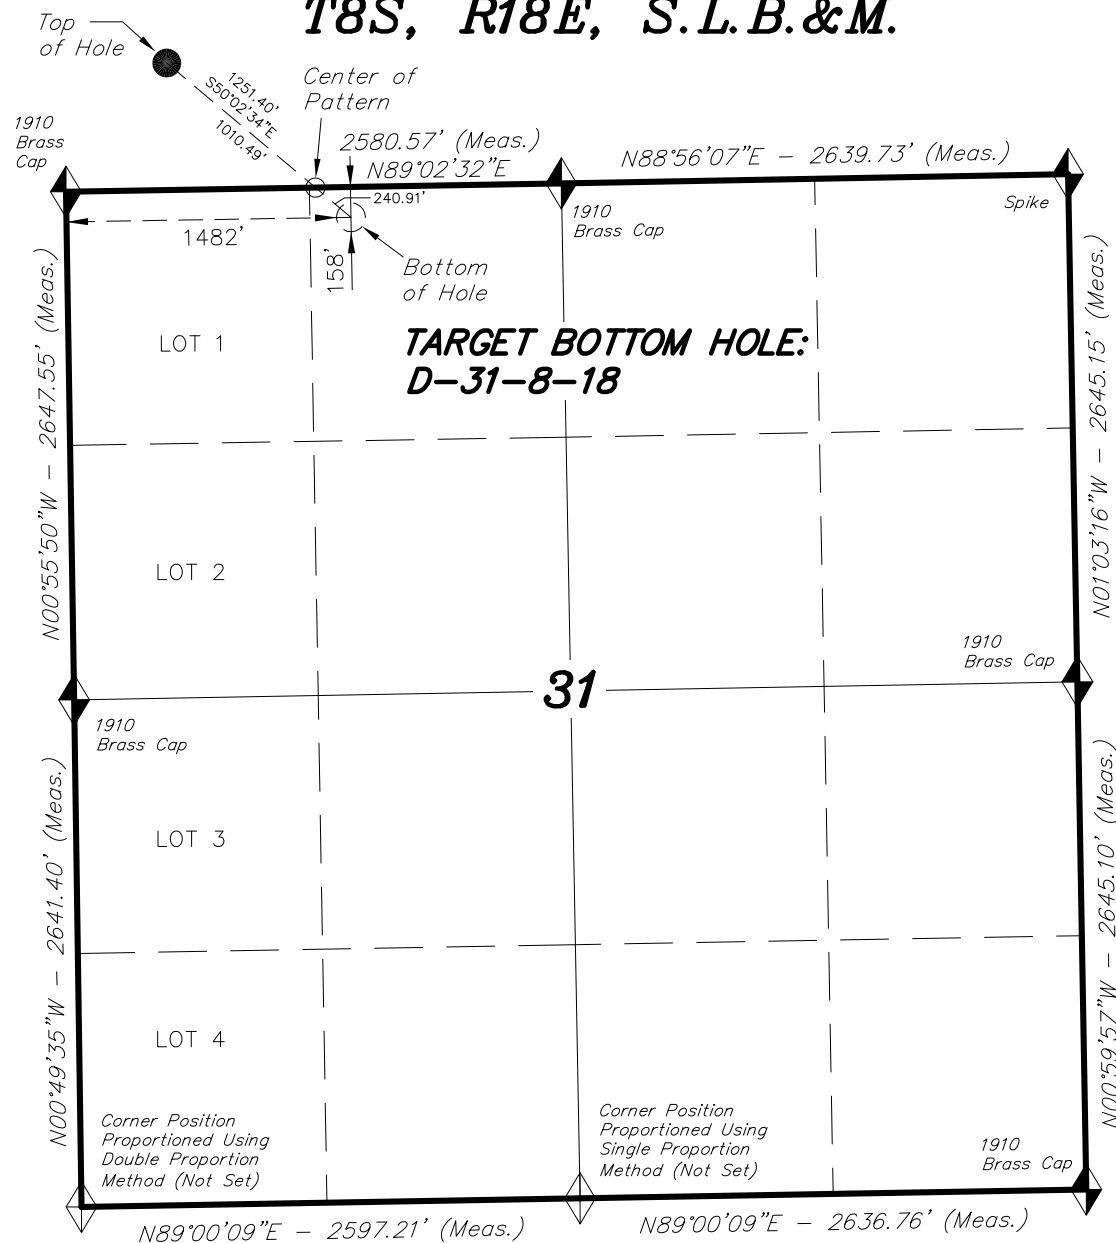 T8S, R18E, S.L.B.&M.
Top
of Hole
1251.40'
S50°02'34"E
1010.49'
Center of
Pattern
1910
Brass
Cap
2580.57' (Meas.)
N89°02'32"E
N88°56'07"E - 2639.73' (Meas.)
240.91'
1482'
158'
1910
Brass Cap
Spike
Bottom
of Hole
LOT 1
TARGET BOTTOM HOLE:
D-31-8-18
N00°55'50"W - 2647.55' (Meas.)
N01°03'16"W - 2645.15' (Meas.)
LOT 2
1910
Brass Cap
31
1910
Brass Cap
LOT 3
N00°49'35"W - 2641.40' (Meas.)
N00°59'57"W - 2645.10' (Meas.)
LOT 4
Corner Position
Proportioned Using
Double Proportion
Method (Not Set)
Corner Position
Proportioned Using
Single Proportion
Method (Not Set)
1910
Brass Cap
N89°00'09"E - 2597.21' (Meas.)
N89°00'09"E - 2636.76' (Meas.)